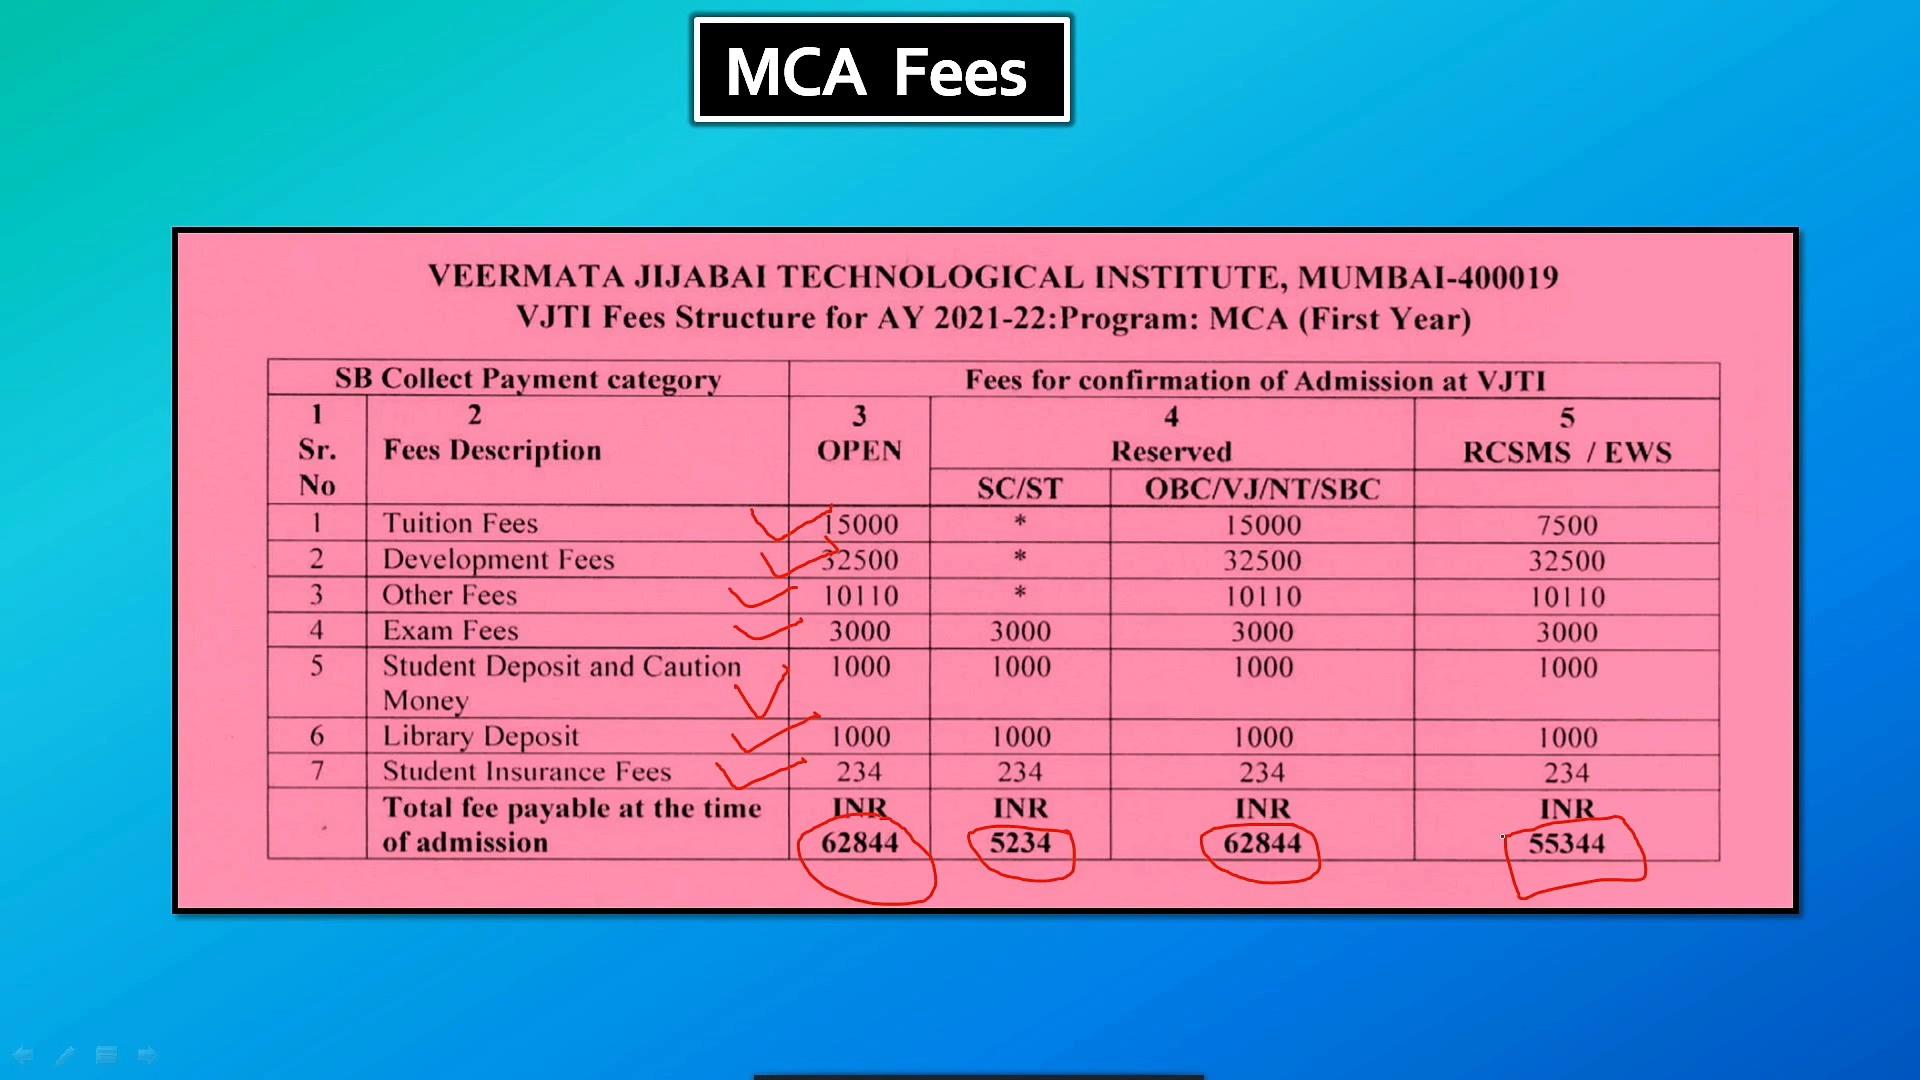 MCA Fees
VEERMATA JIJABAI TECHNOLOGICAL INSTITUTE, MUMBAI-400019
VJTI Fees Structure for AY 2021-22:Program: MCA (First Year)
SB Collect Payment category Fees for confirmation of Admission at VJTI
1 2 3 4 5
Sr. Fees Description OPEN Reserved RCSMS / EWS
No SC/ST OBC/VJ/NT/SBC
1 Tuition Fees 15000 * 15000 7500
2 Development Fees 32500 * 32500 32500
3 Other Fees 10110 * 10110 10110
4 Exam Fees 3000 3000 3000 3000
5 Student Deposit and Caution 1000 1000 1000 1000
Money
6 Library Deposit 1000 1000 1000 1000
7 Student Insurance Fees 234 234 234 234
Total fee payable at the time INR INR INR INR
of admission 62844 5234 62844 55344